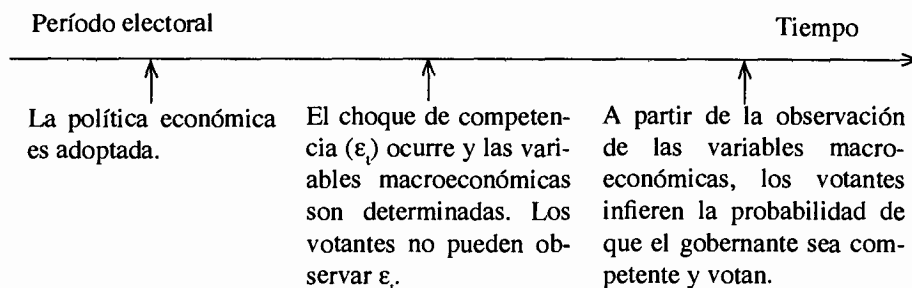 Período electoral
Tiempo
La política económica
es adoptada.
El choque de competen-
cia (εₜ) ocurre y las vari-
ables macroeconómicas
son determinadas. Los
votantes no pueden ob-
servar εₜ.
A partir de la observación
de las variables macro-
económicas, los votantes
infieren la probabilidad de
que el gobernante sea com-
petente y votan.